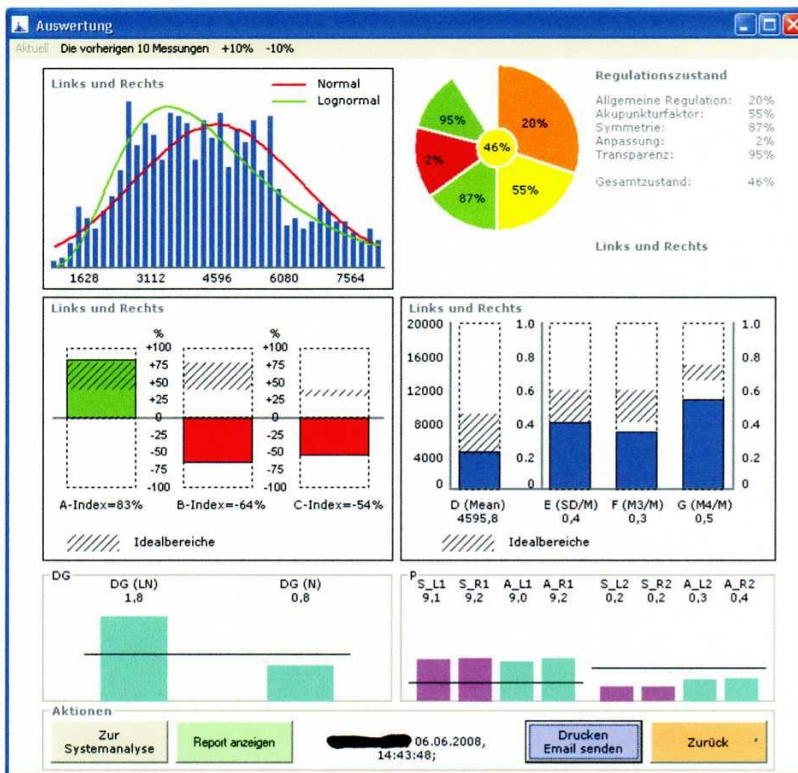 Auswertung
Aktuell Die vorherigen 10 Messungen +10% -10%
Links und Rechts
Normal
Lognormal
1628 3112 4596 6080 7564
95%
20%
46%
2%
87%
55%
Regulationszustand
Allgemeine Regulation: 20%
Akupunkturfaktor: 55%
Symmetrie: 87%
Anpassung: 2%
Transparenz: 95%
Gesamtzustand: 46%
Links und Rechts
Links und Rechts
% %
+100 +100
+75 +75
+50 +50
+25 +25
0 0
-25 -25
-50 -50
-75 -75
-100 -100
A-Index=83% B-Index=-64% C-Index=-54%
Idealbereiche
Links und Rechts
20000 1.0 1.0
16000 0.8 0.8
12000 0.6 0.6
8000 0.4 0.4
4000 0.2 0.2
0 0 0
D (Mean) E (SD/M) F (M3/M) G (M4/M)
4595,8 0,4 0,3 0,5
Idealbereiche
DG
DG (LN) DG (N)
1,8 0,8
P
S_L1 S_R1 A_L1 A_R1 S_L2 S_R2 A_L2 A_R2
9,1 9,2 9,0 9,2 0,2 0,2 0,3 0,4
Aktionen
Zur
Systemanalyse
Report anzeigen
06.06.2008,
14:43:48;
Drucken
Email senden
Zurück